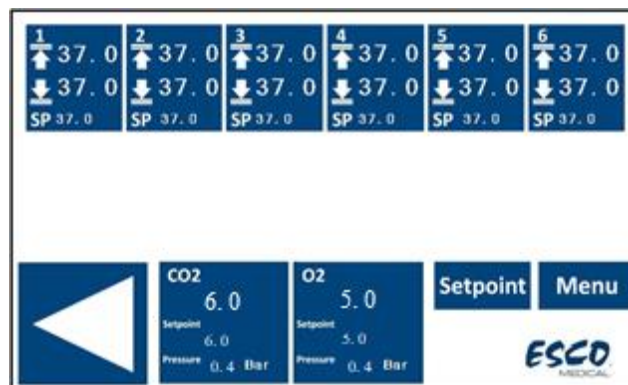 1 2 3 4 5 6
37.0 37.0 37.0 37.0 37.0 37.0
37.0 37.0 37.0 37.0 37.0 37.0
SP 37.0 SP 37.0 SP 37.0 SP 37.0 SP 37.0 SP 37.0
CO2
6.0
Setpoint
6.0
Pressure 0.4 Bar
O2
5.0
Setpoint
5.0
Pressure 0.4 Bar
Setpoint
Menu
ESCO
MEDICAL